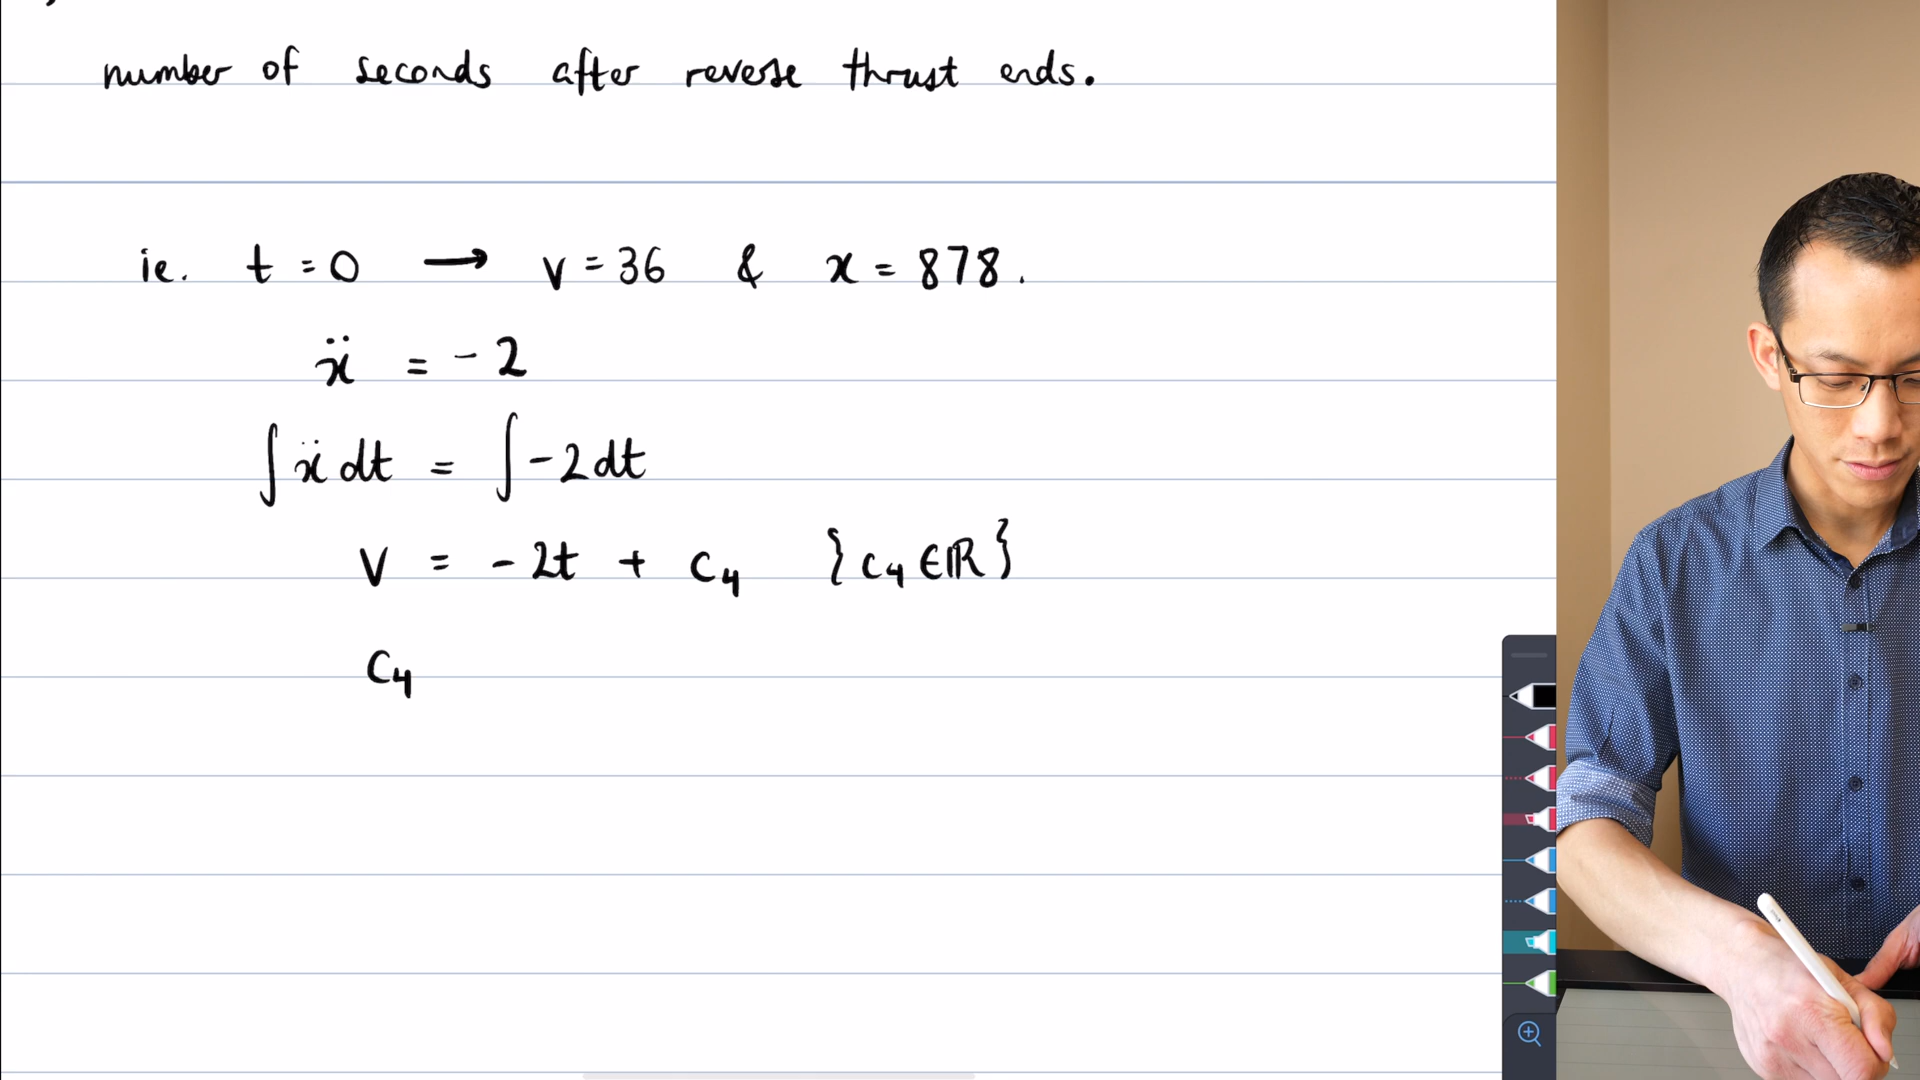 number of seconds after reverse thrust ends.
ie. t = 0 → v = 36 & x = 878.
ẍ = - 2
∫ ẍ dt = ∫ - 2 dt
v = - 2t + c₄ {c₄ ∈ ℝ}
c₄